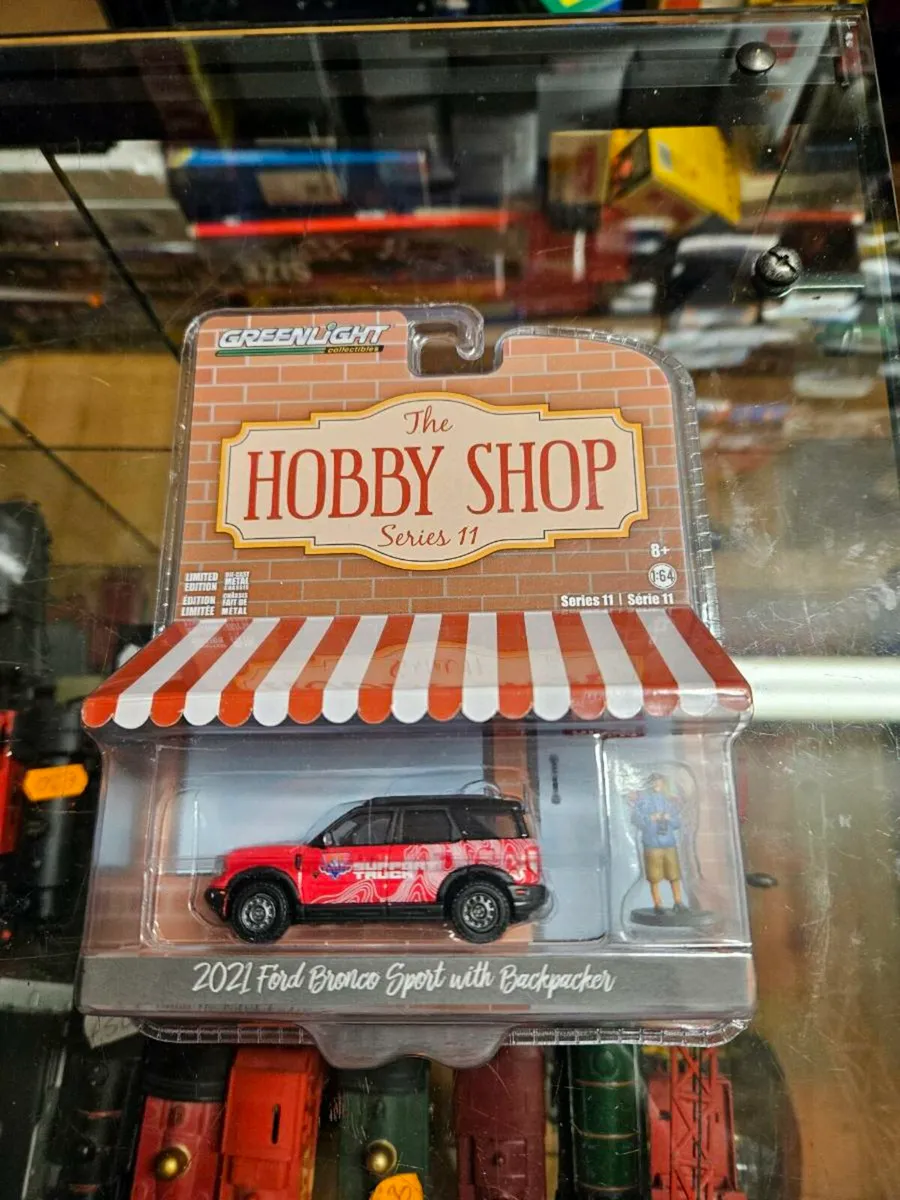 GREENLiGHT
collectibles
The
HOBBY SHOP
Series 11
8+
1:64
LIMITED EDITION
DIE-CAST METAL CHASSIS
ÉDITION LIMITÉE
CHÂSSIS FAIT DE MÉTAL
Series 11 | Série 11
SUPPORT
TRUCK
2021 Ford Bronco Sport with Backpacker